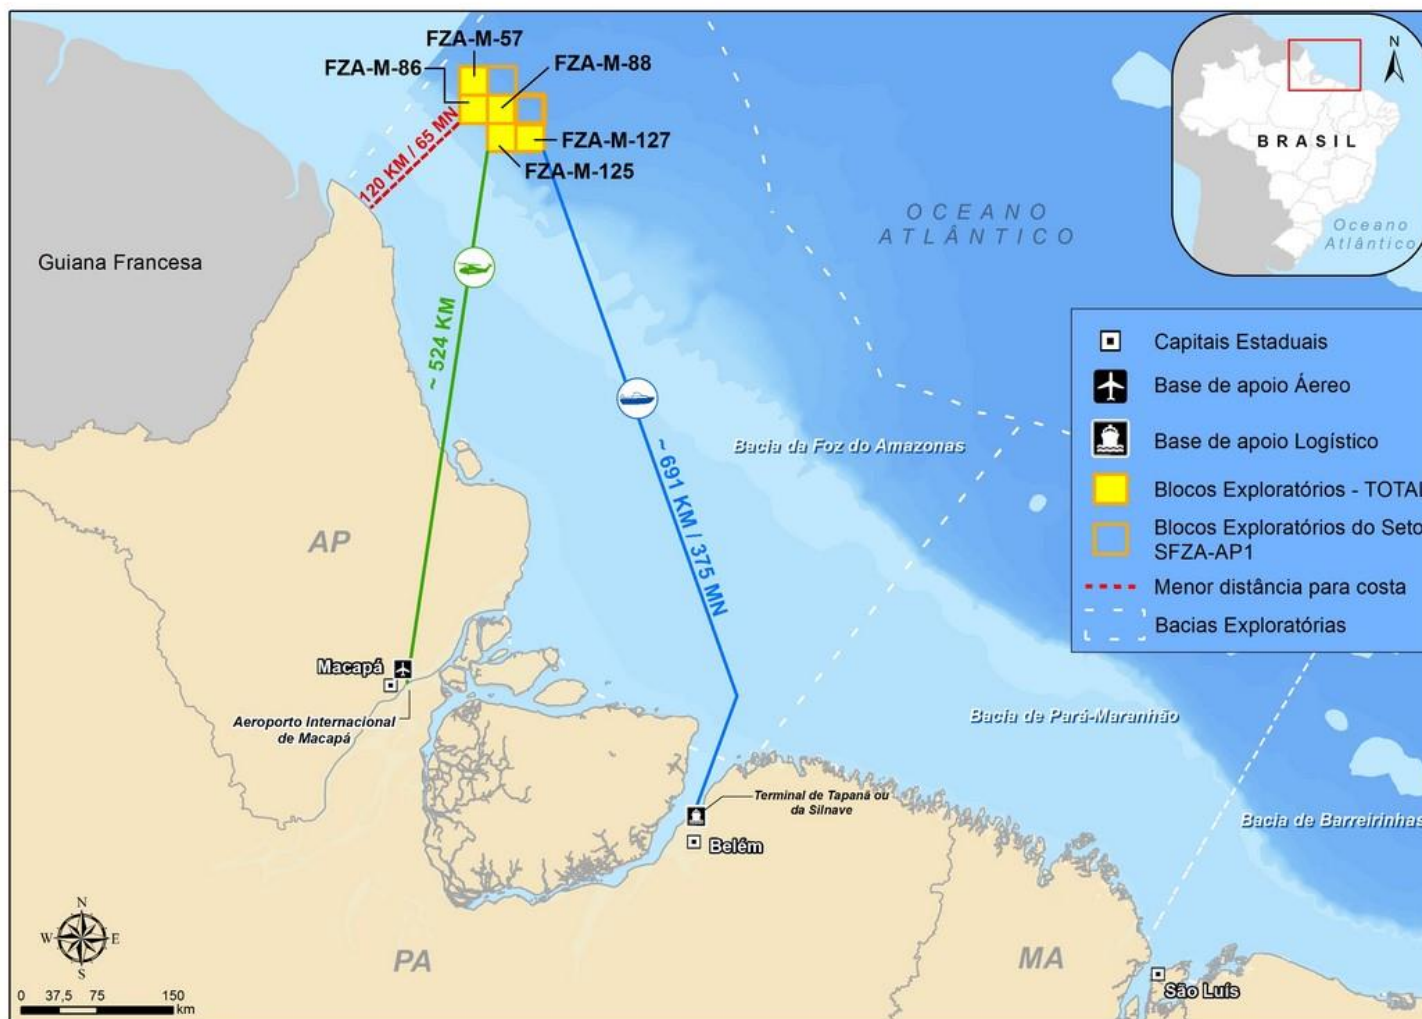 FZA-M-57
FZA-M-86
FZA-M-88
FZA-M-127
FZA-M-125
120 KM / 65 MN
Guiana Francesa
~ 524 KM
~ 691 KM / 375 MN
OCEANO
ATLÂNTICO
N
BRASIL
Oceano
Atlântico
Capitais Estaduais
Base de apoio Áereo
Base de apoio Logístico
Blocos Exploratórios - TOTAL
Blocos Exploratórios do Seto
SFZA-AP1
Menor distância para costa
Bacias Exploratórias
Bacia da Foz do Amazonas
AP
Macapá
Aeroporto Internacional
de Macapá
Bacia de Pará-Maranhão
Terminal de Tapanã ou
da Silnave
Belém
Bacia de Barreirinhas
PA
MA
São Luís
N
W
E
S
0 37,5 75 150
km